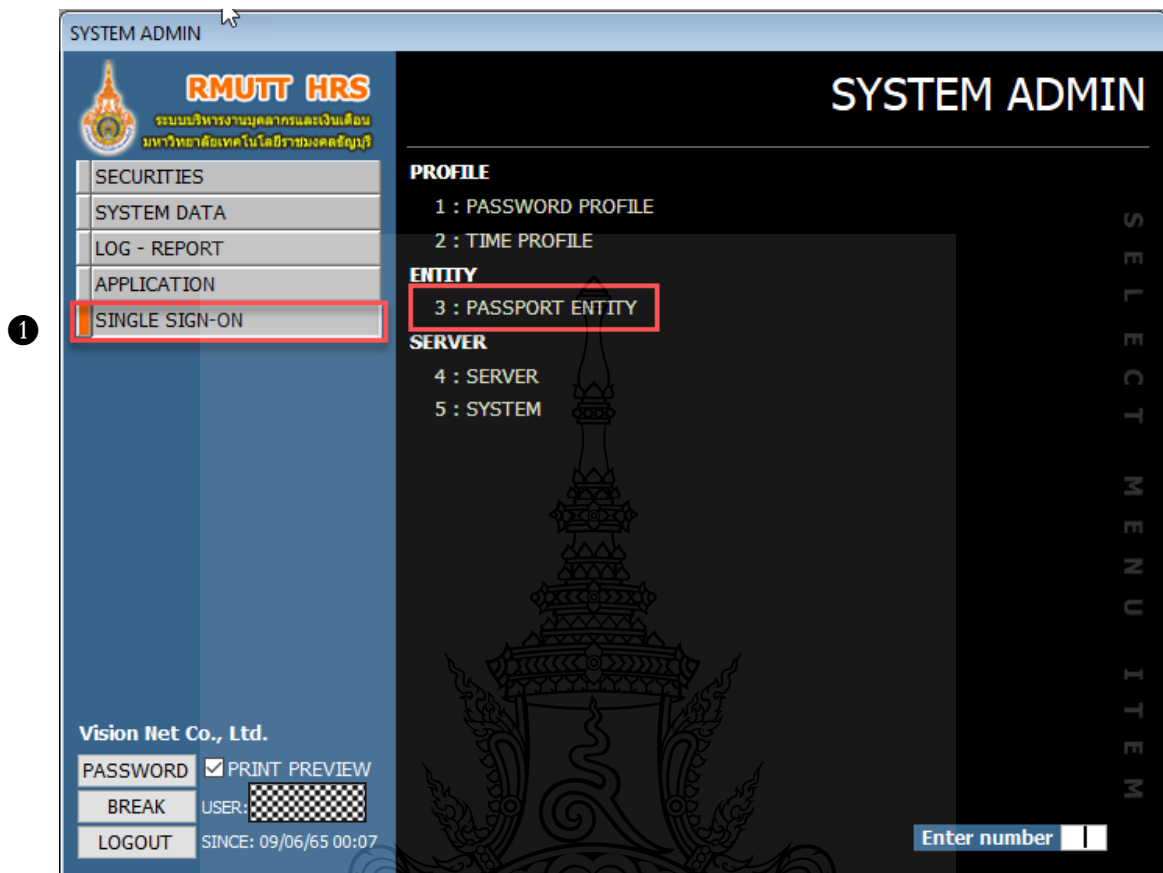 SYSTEM ADMIN
RMUTT HRS
ระบบบริหารงานบุคลากรและเงินเดือน
มหาวิทยาลัยเทคโนโลยีราชมงคลธัญบุรี
SECURITIES
SYSTEM DATA
LOG - REPORT
APPLICATION
❶
SINGLE SIGN-ON
Vision Net Co., Ltd.
PASSWORD
PRINT PREVIEW
BREAK
USER:
LOGOUT
SINCE: 09/06/65 00:07
SYSTEM ADMIN
PROFILE
1 : PASSWORD PROFILE
2 : TIME PROFILE
ENTITY
3 : PASSPORT ENTITY
SERVER
4 : SERVER
5 : SYSTEM
SELECT MENU ITEM
Enter number